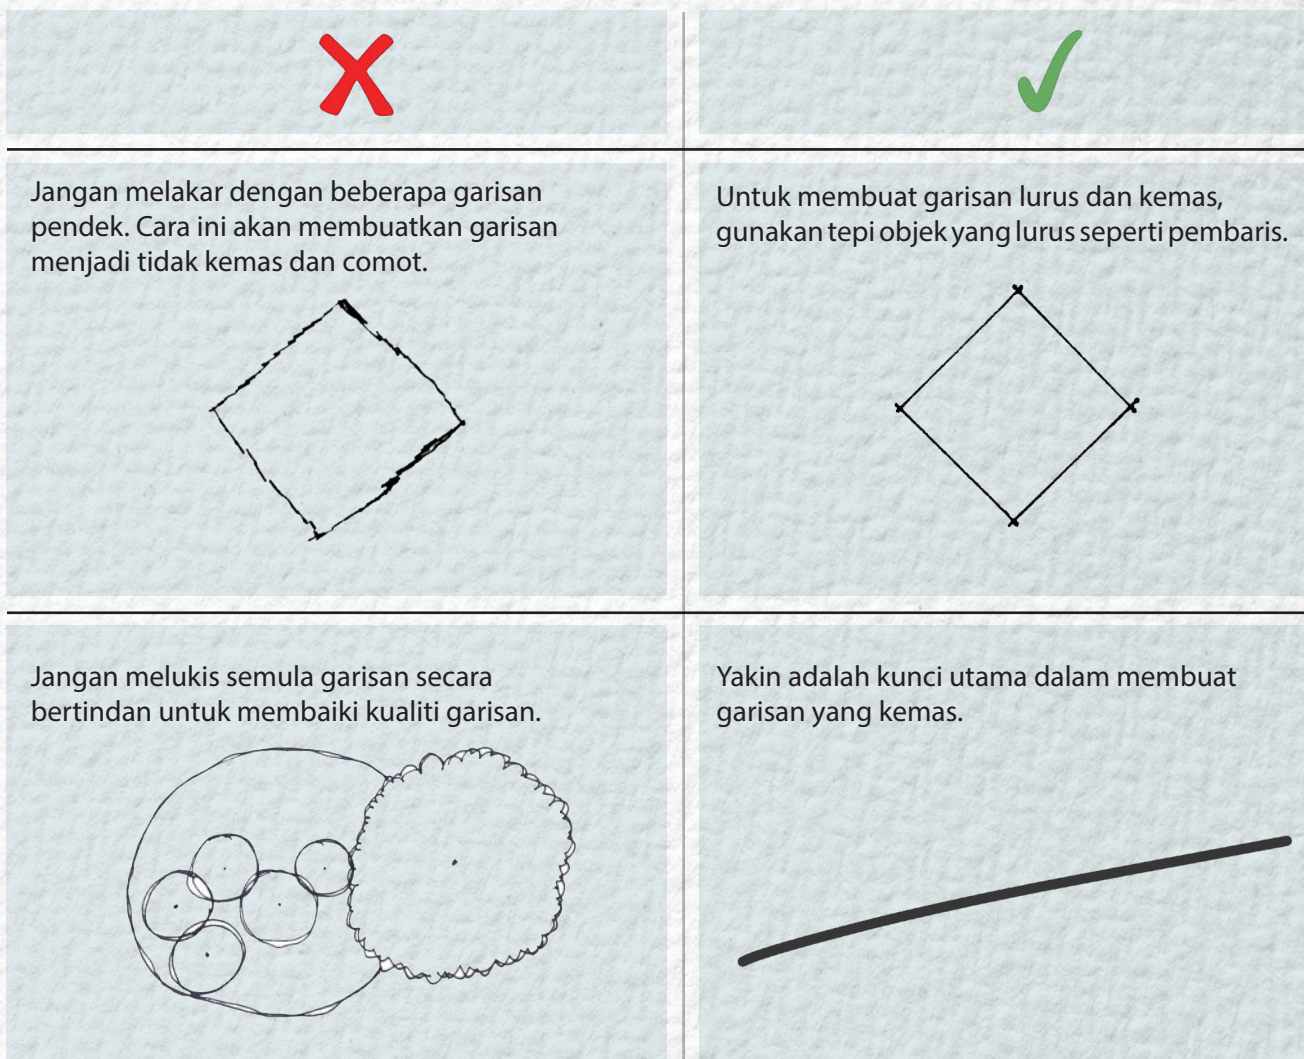 Jangan melakar dengan beberapa garisan
pendek. Cara ini akan membuatkan garisan
menjadi tidak kemas dan comot.
Untuk membuat garisan lurus dan kemas,
gunakan tepi objek yang lurus seperti pembaris.
Jangan melukis semula garisan secara
bertindan untuk membaiki kualiti garisan.
Yakin adalah kunci utama dalam membuat
garisan yang kemas.